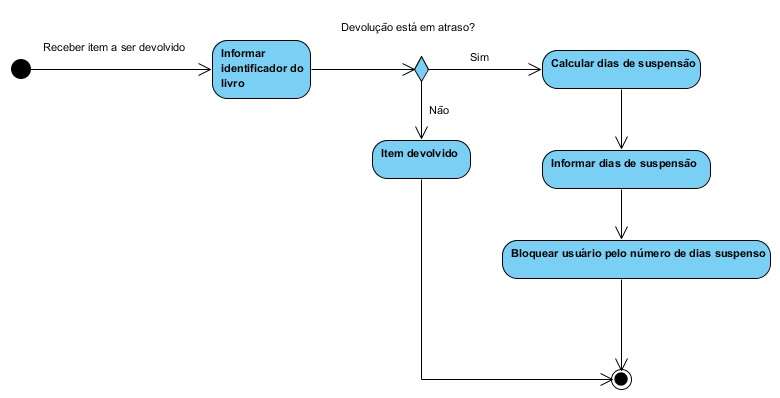 Devolução está em atraso?
Receber item a ser devolvido
Informar
identificador do
livro
Sim
Calcular dias de suspensão
Não
Item devolvido
Informar dias de suspensão
Bloquear usuário pelo número de dias suspenso